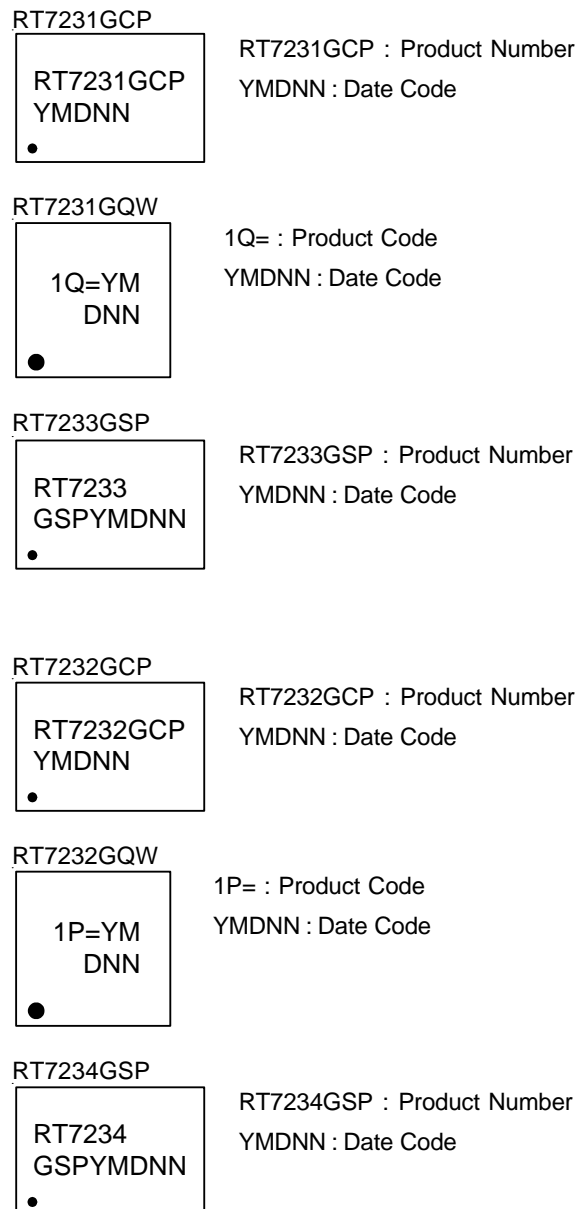 RT7231GCP
RT7231GCP
YMDNN
RT7231GCP : Product Number
YMDNN : Date Code
RT7231GQW
1Q=YM
DNN
1Q= : Product Code
YMDNN : Date Code
RT7233GSP
RT7233
GSPYMDNN
RT7233GSP : Product Number
YMDNN : Date Code
RT7232GCP
RT7232GCP
YMDNN
RT7232GCP : Product Number
YMDNN : Date Code
RT7232GQW
1P=YM
DNN
1P= : Product Code
YMDNN : Date Code
RT7234GSP
RT7234
GSPYMDNN
RT7234GSP : Product Number
YMDNN : Date Code